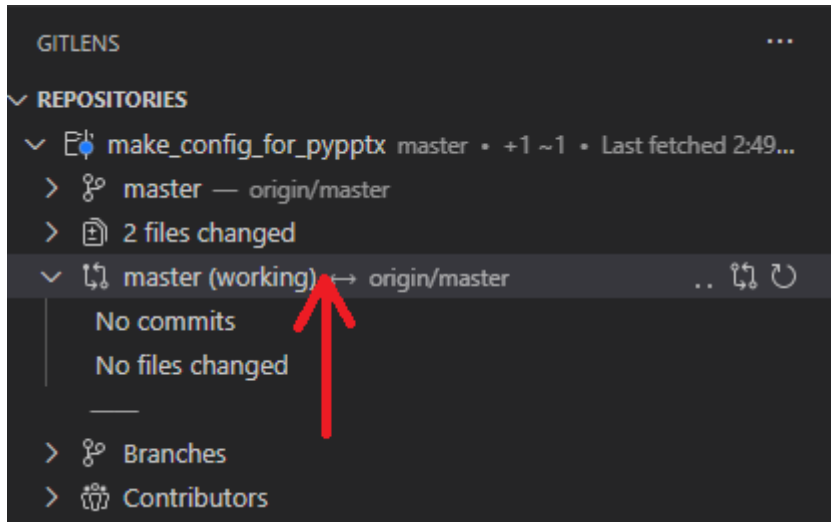 GITLENS ...
REPOSITORIES
make_config_for_pypptx master • +1 ~1 • Last fetched 2:49...
master — origin/master
2 files changed
master (working) ↔ origin/master ..
No commits
No files changed
Branches
Contributors